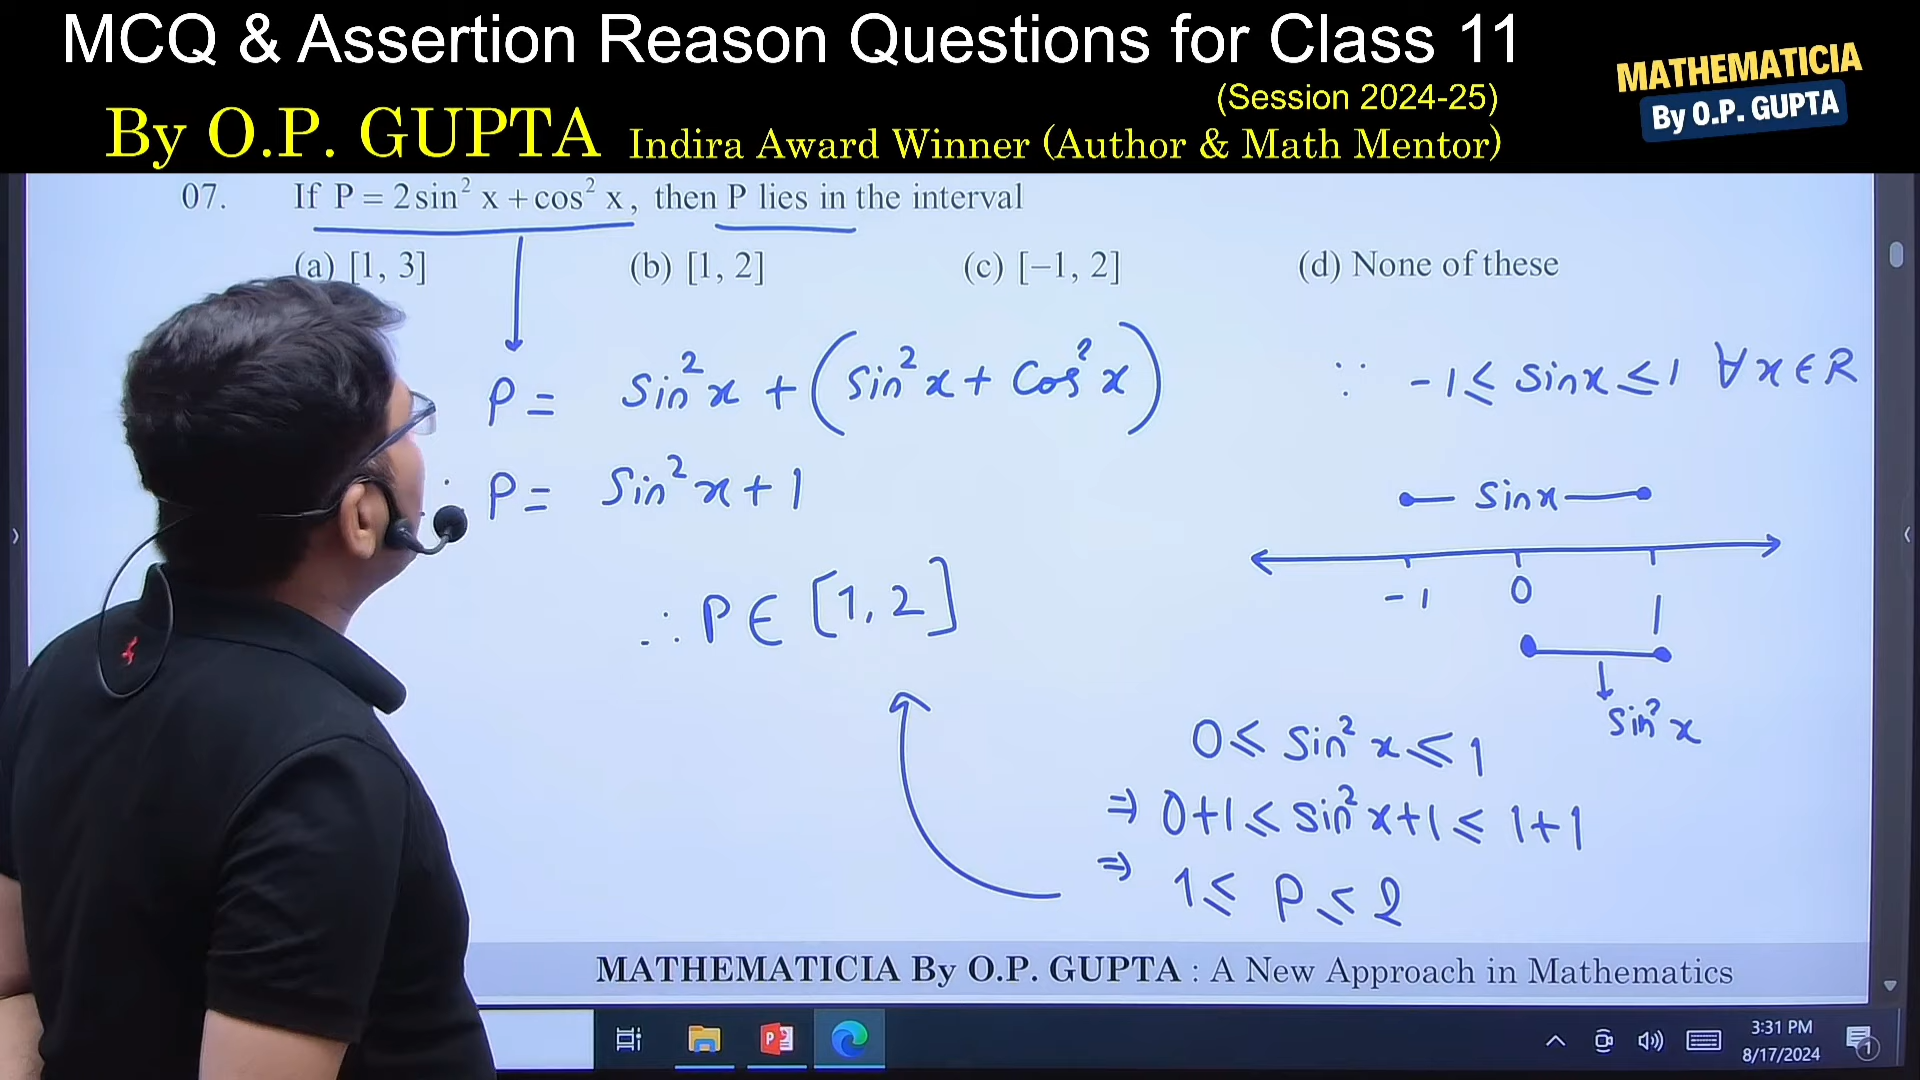 MCQ & Assertion Reason Questions for Class 11
(Session 2024-25)
By O.P. GUPTA Indira Award Winner (Author & Math Mentor)
MATHEMATICIA
By O.P. GUPTA
07. If P = 2 sin² x + cos² x, then P lies in the interval
(a) [1, 3] (b) [1, 2] (c) [−1, 2] (d) None of these
P = sin²x + (sin²x + cos²x)
∴ P = sin²x + 1
∴ P ∈ [1, 2]
∵ -1 ≤ sinx ≤ 1 ∀ x ∈ R
sinx
-1 0 1
sin²x
0 ≤ sin²x ≤ 1
⇒ 0+1 ≤ sin²x+1 ≤ 1+1
⇒ 1 ≤ P ≤ 2
MATHEMATICIA By O.P. GUPTA : A New Approach in Mathematics
3:31 PM
8/17/2024
1